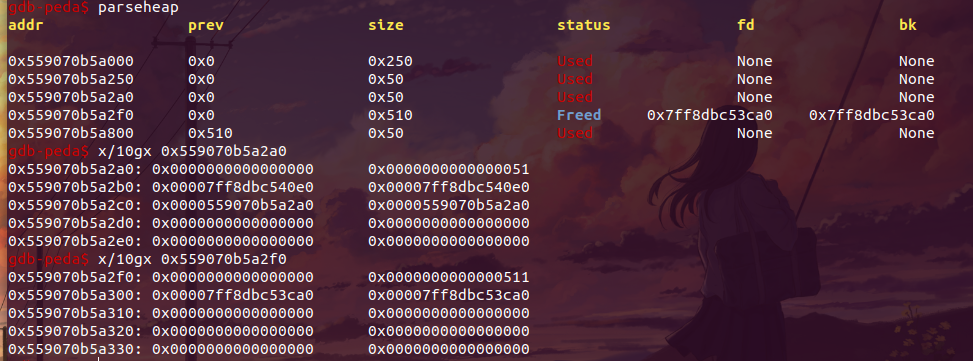 gdb-peda$ parseheap
addr prev size status fd bk
0x559070b5a000 0x0 0x250 Used None None
0x559070b5a250 0x0 0x50 Used None None
0x559070b5a2a0 0x0 0x50 Used None None
0x559070b5a2f0 0x0 0x510 Freed 0x7ff8dbc53ca0 0x7ff8dbc53ca0
0x559070b5a800 0x510 0x50 Used None None
gdb-peda$ x/10gx 0x559070b5a2a0
0x559070b5a2a0: 0x0000000000000000 0x0000000000000051
0x559070b5a2b0: 0x00007ff8dbc540e0 0x00007ff8dbc540e0
0x559070b5a2c0: 0x0000559070b5a2a0 0x0000559070b5a2a0
0x559070b5a2d0: 0x0000000000000000 0x0000000000000000
0x559070b5a2e0: 0x0000000000000000 0x0000000000000000
gdb-peda$ x/10gx 0x559070b5a2f0
0x559070b5a2f0: 0x0000000000000000 0x0000000000000511
0x559070b5a300: 0x00007ff8dbc53ca0 0x00007ff8dbc53ca0
0x559070b5a310: 0x0000000000000000 0x0000000000000000
0x559070b5a320: 0x0000000000000000 0x0000000000000000
0x559070b5a330: 0x0000000000000000 0x0000000000000000